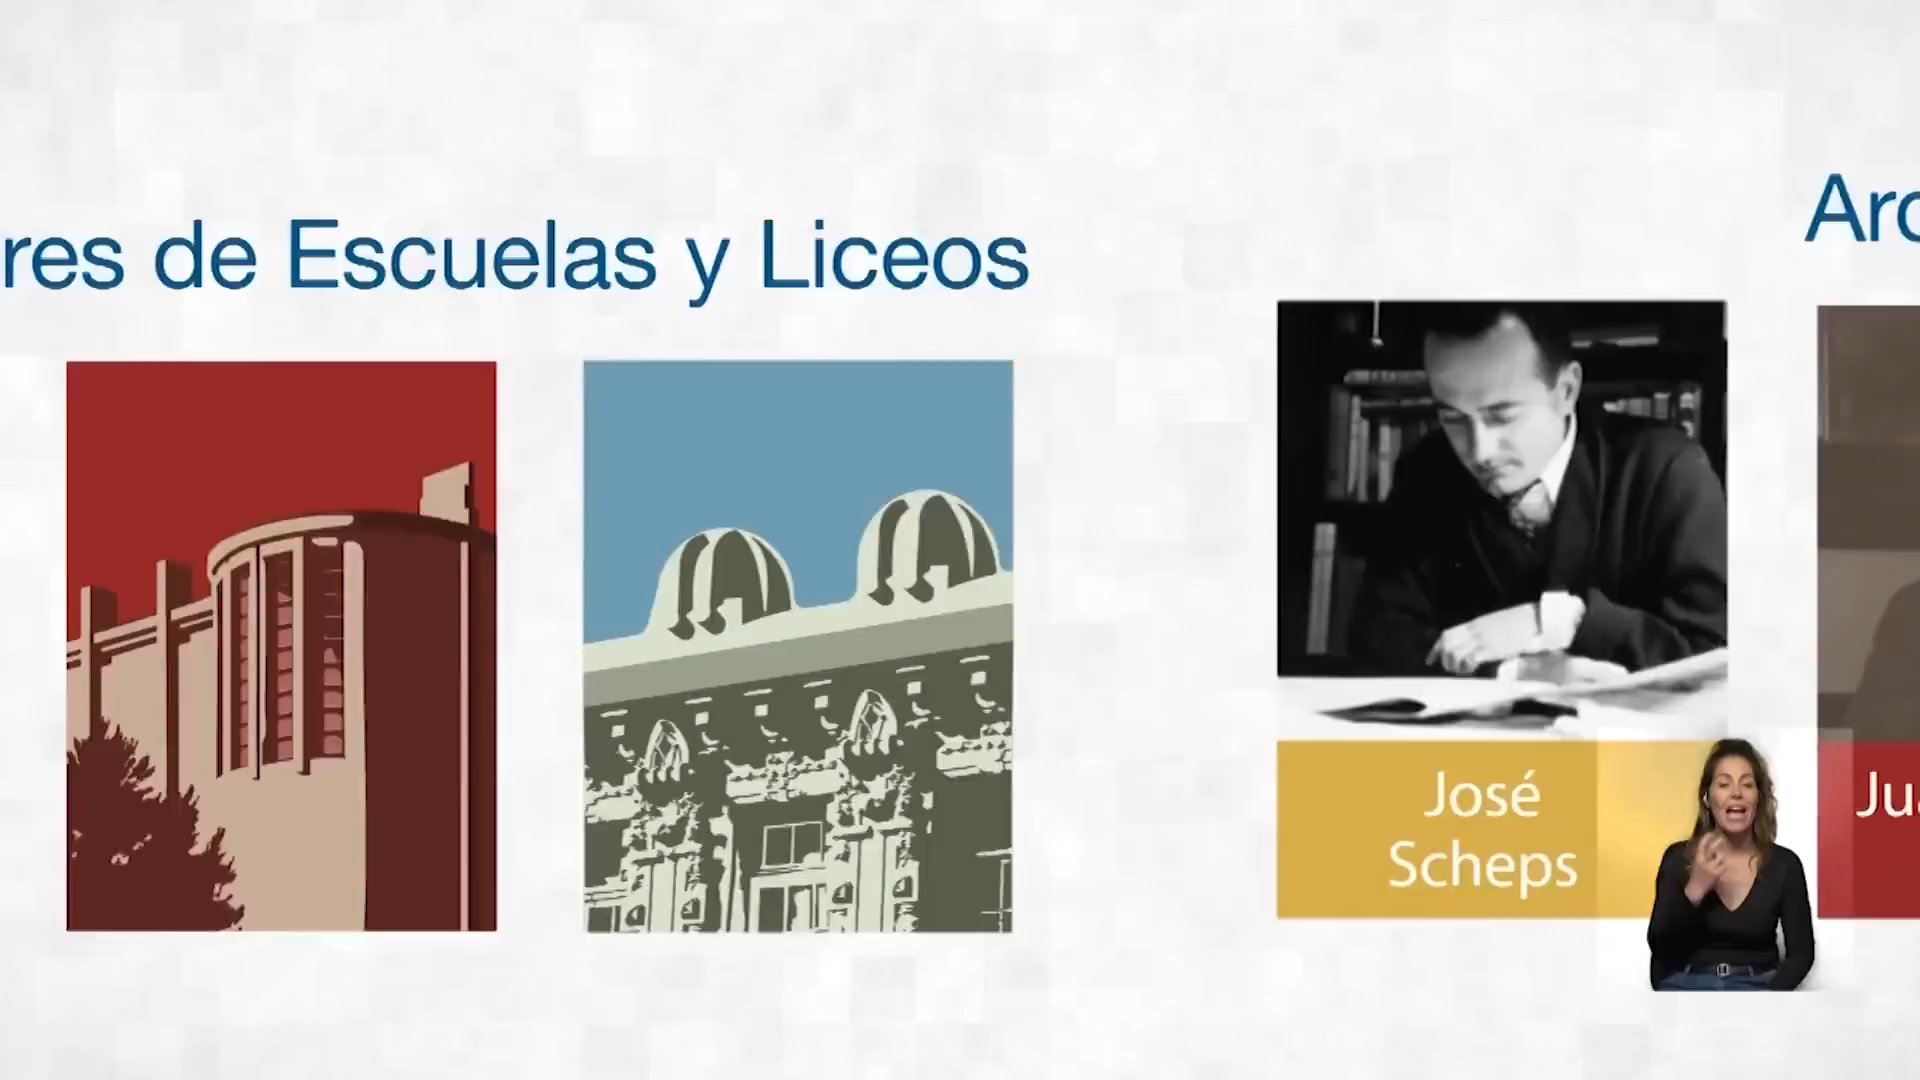 res de Escuelas y Liceos
Arc
José
Scheps
Ju